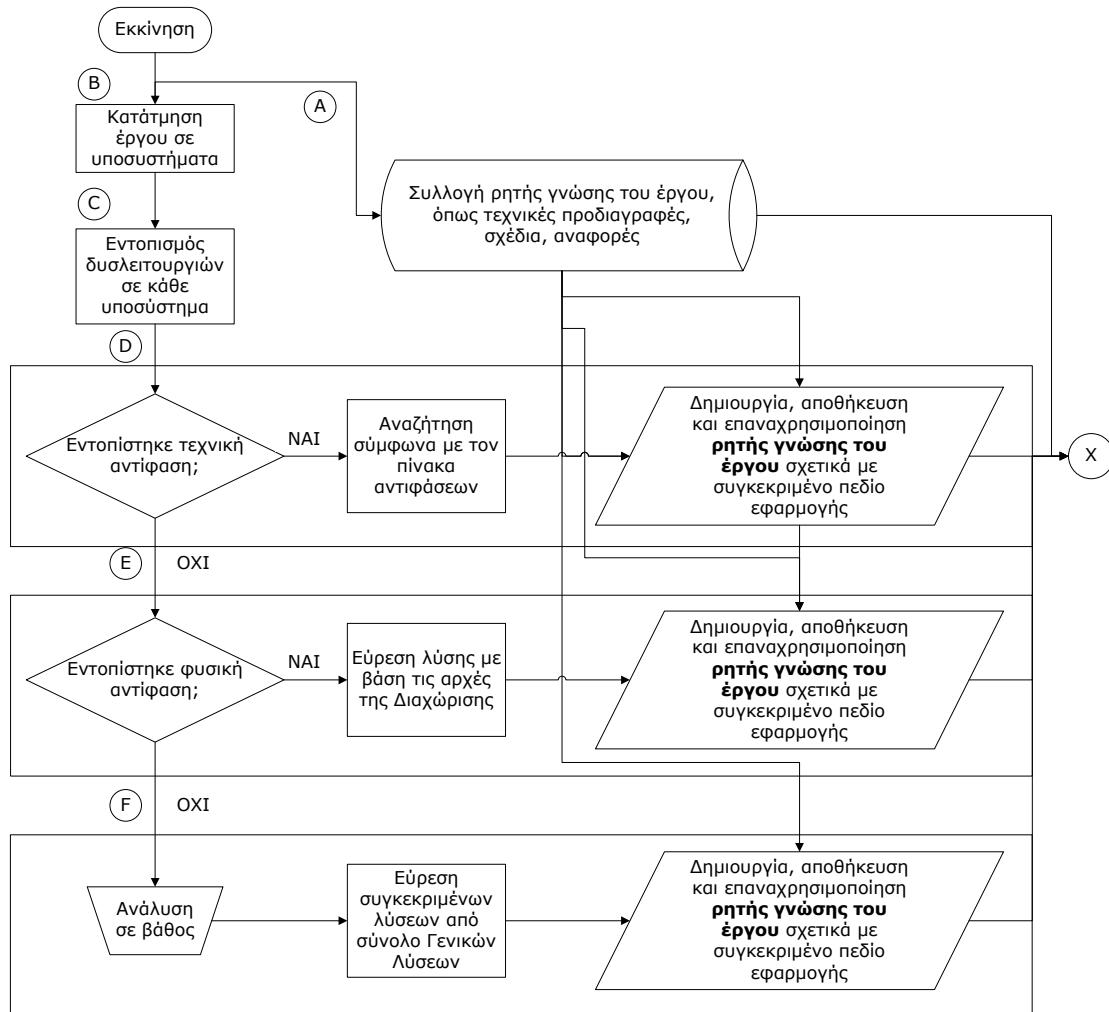 Εκκίνηση
B
A
Κατάτμηση
έργου σε
υποσυστήματα
C
Συλλογή ρητής γνώσης του έργου,
όπως τεχνικές προδιαγραφές,
σχέδια, αναφορές
Εντοπισμός
δυσλειτουργιών
σε κάθε
υποσύστημα
D
Εντοπίστηκε τεχνική
αντίφαση;
ΝΑΙ
Αναζήτηση
σύμφωνα με τον
πίνακα
αντιφάσεων
Δημιουργία, αποθήκευση
και επαναχρησιμοποίηση
ρητής γνώσης του
έργου σχετικά με
συγκεκριμένο πεδίο
εφαρμογής
X
E
ΟΧΙ
Εντοπίστηκε φυσική
αντίφαση;
ΝΑΙ
Εύρεση λύσης με
βάση τις αρχές
της Διαχώρισης
Δημιουργία, αποθήκευση
και επαναχρησιμοποίηση
ρητής γνώσης του
έργου σχετικά με
συγκεκριμένο πεδίο
εφαρμογής
F
ΟΧΙ
Ανάλυση
σε βάθος
Εύρεση
συγκεκριμένων
λύσεων από
σύνολο Γενικών
Λύσεων
Δημιουργία, αποθήκευση
και επαναχρησιμοποίηση
ρητής γνώσης του
έργου σχετικά με
συγκεκριμένο πεδίο
εφαρμογής